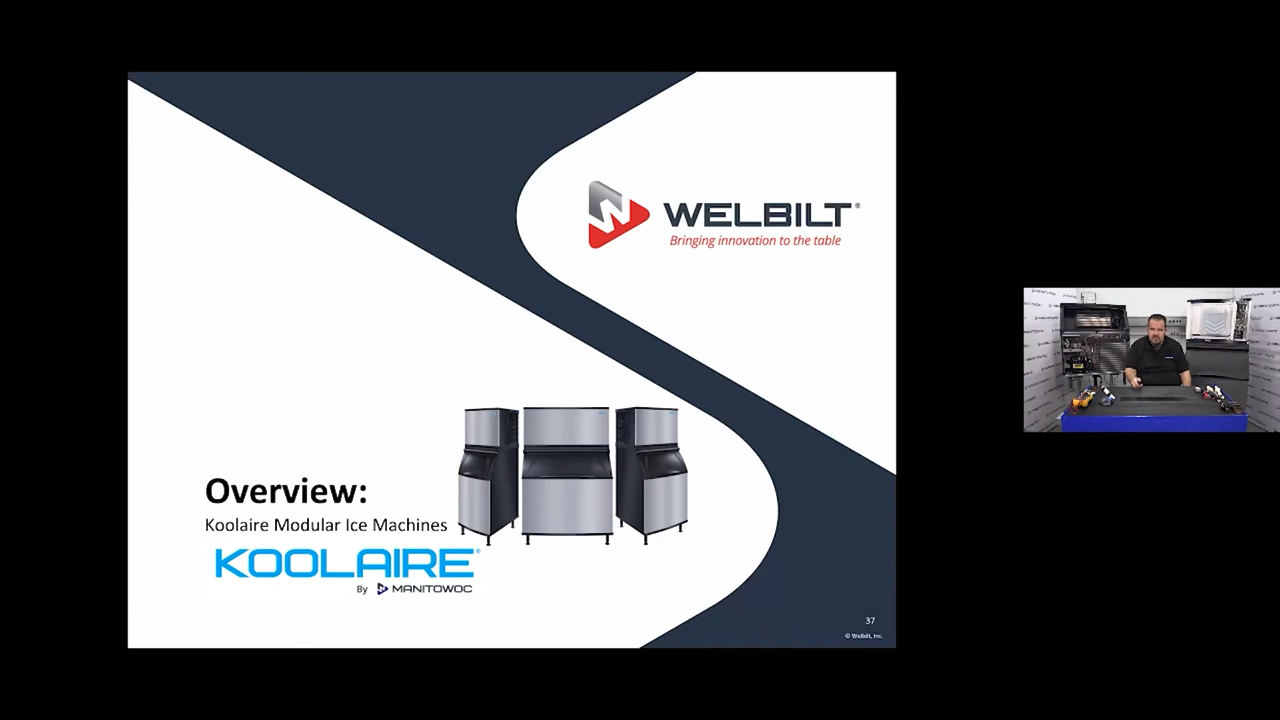 WELBILT®
Bringing innovation to the table
Overview:
Koolaire Modular Ice Machines
KOOLAIRE®
By MANITOWOC
37
© Welbilt, Inc.